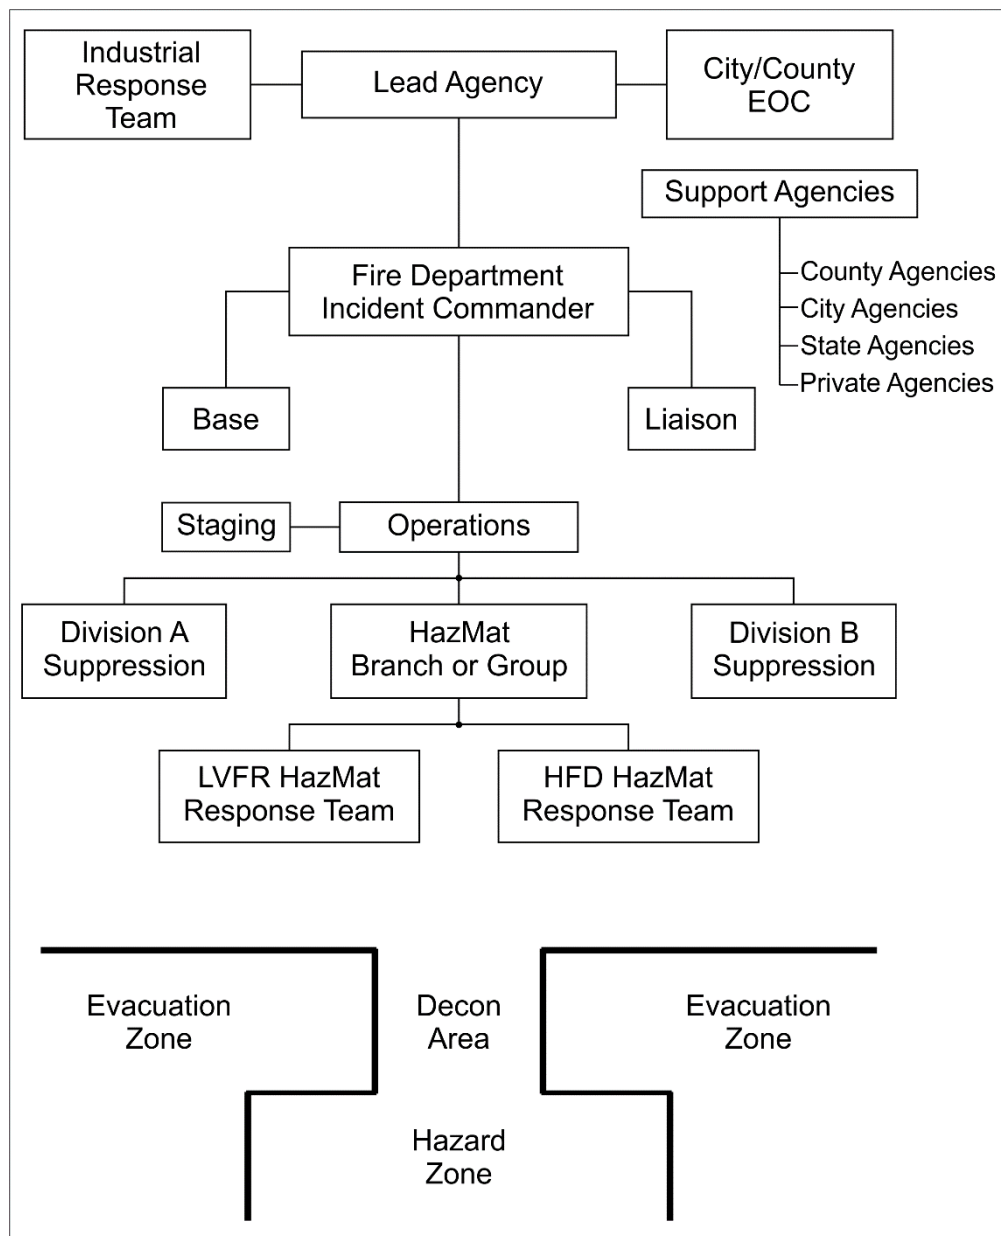 Industrial
Response
Team
Lead Agency
City/County
EOC
Support Agencies
County Agencies
City Agencies
State Agencies
Private Agencies
Fire Department
Incident Commander
Base
Liaison
Staging
Operations
Division A
Suppression
HazMat
Branch or Group
Division B
Suppression
LVFR HazMat
Response Team
HFD HazMat
Response Team
Evacuation
Zone
Decon
Area
Evacuation
Zone
Hazard
Zone